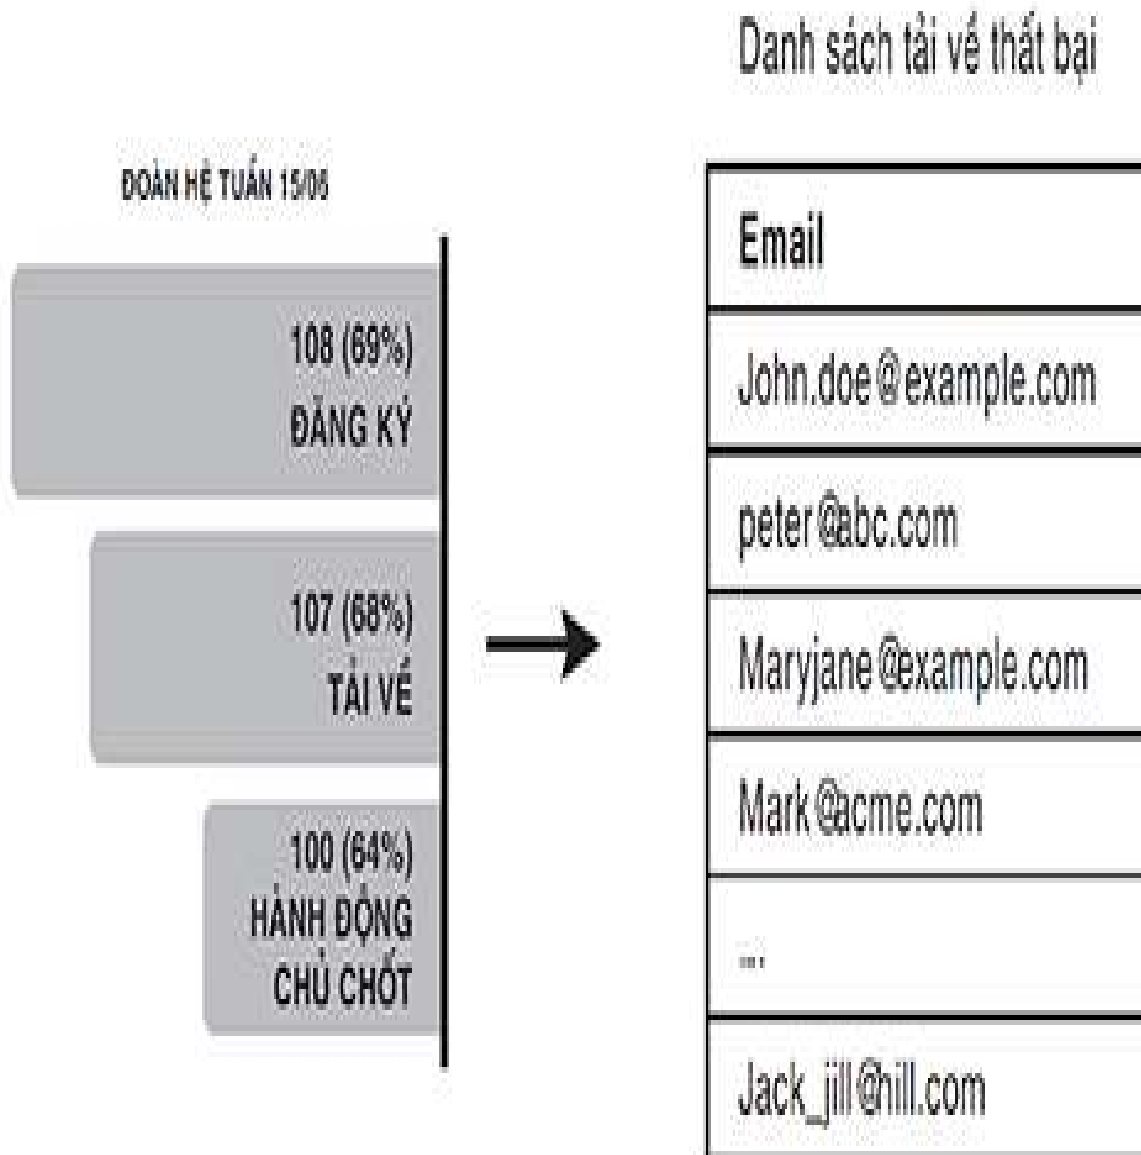 Danh sách tải về thất bại
ĐOÀN HỆ TUẦN 15/06
108 (69%)
ĐĂNG KÝ
107 (68%)
TẢI VỀ
100 (64%)
HÀNH ĐỘNG
CHỦ CHỐT
Email
John.doe@example.com
peter@abc.com
Maryjane@example.com
Mark@acme.com
...
Jack_jill@hill.com